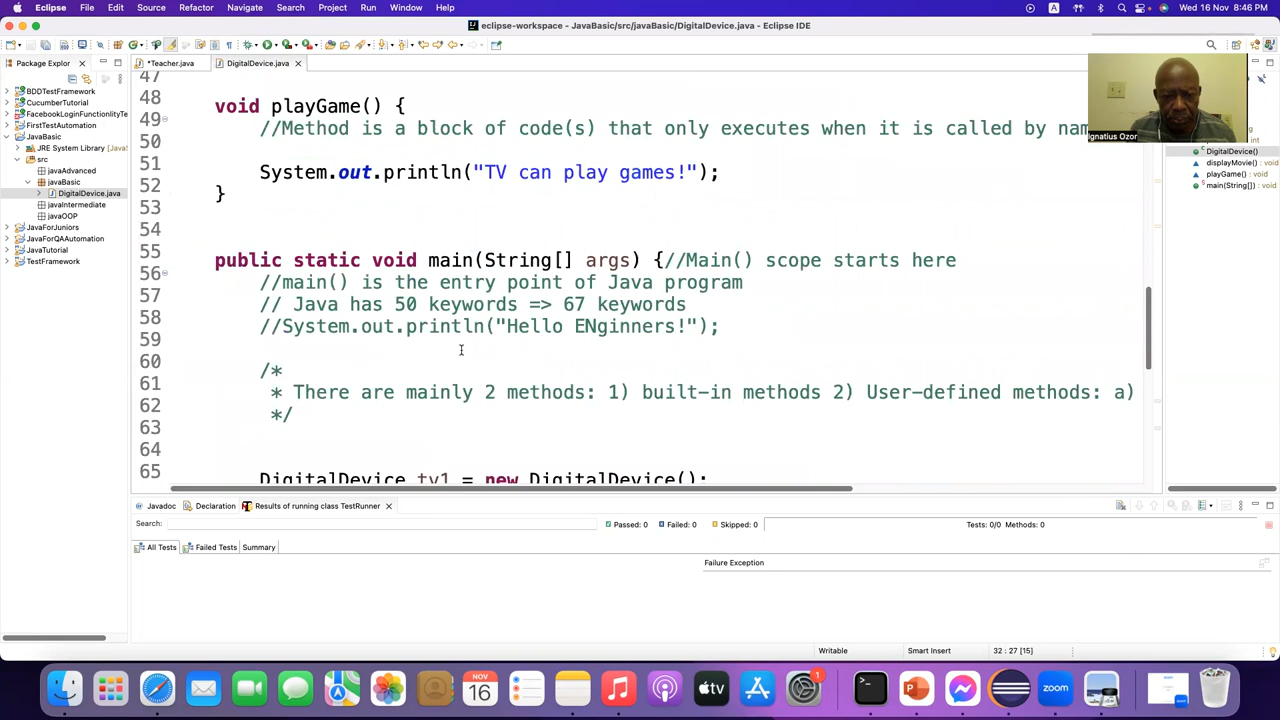 Eclipse File Edit Source Refactor Navigate Search Project Run Window Help
A
Wed 16 Nov 8:46 PM
eclipse-workspace - JavaBasic/src/javaBasic/DigitalDevice.java - Eclipse IDE
Package Explor
*Teacher.java
DigitalDevice.java
BDDTestFramework
CucumberTutorial
FacebookLoginFunctionlityTe
FirstTestAutomation
JavaBasic
JRE System Library [Java
src
javaAdvanced
javaBasic
DigitalDevice.java
javaIntermediate
javaOOP
JavaForJuniors
JavaForQAAutomation
JavaTutorial
TestFramework
47
48 void playGame() {
49 //Method is a block of code(s) that only executes when it is called by nam
50
51 System.out.println("TV can play games!");
52 }
53
54
55 public static void main(String[] args) {//Main() scope starts here
56 //main() is the entry point of Java program
57 // Java has 50 keywords => 67 keywords
58 //System.out.println("Hello ENginners!");
59
60 /*
61 * There are mainly 2 methods: 1) built-in methods 2) User-defined methods: a)
62 */
63
64
65 DigitalDevice tv1 = new DigitalDevice();
Ignatius Ozor
DigitalDevice()
displayMovie() : void
playGame() : void
main(String[]) : void
Javadoc
Declaration
Results of running class TestRunner
Search:
Passed: 0
Failed: 0
Skipped: 0
Tests: 0/0 Methods: 0
All Tests
Failed Tests
Summary
Failure Exception
Writable
Smart Insert
32 : 27 [15]
NOV
16
tv
1
zoom